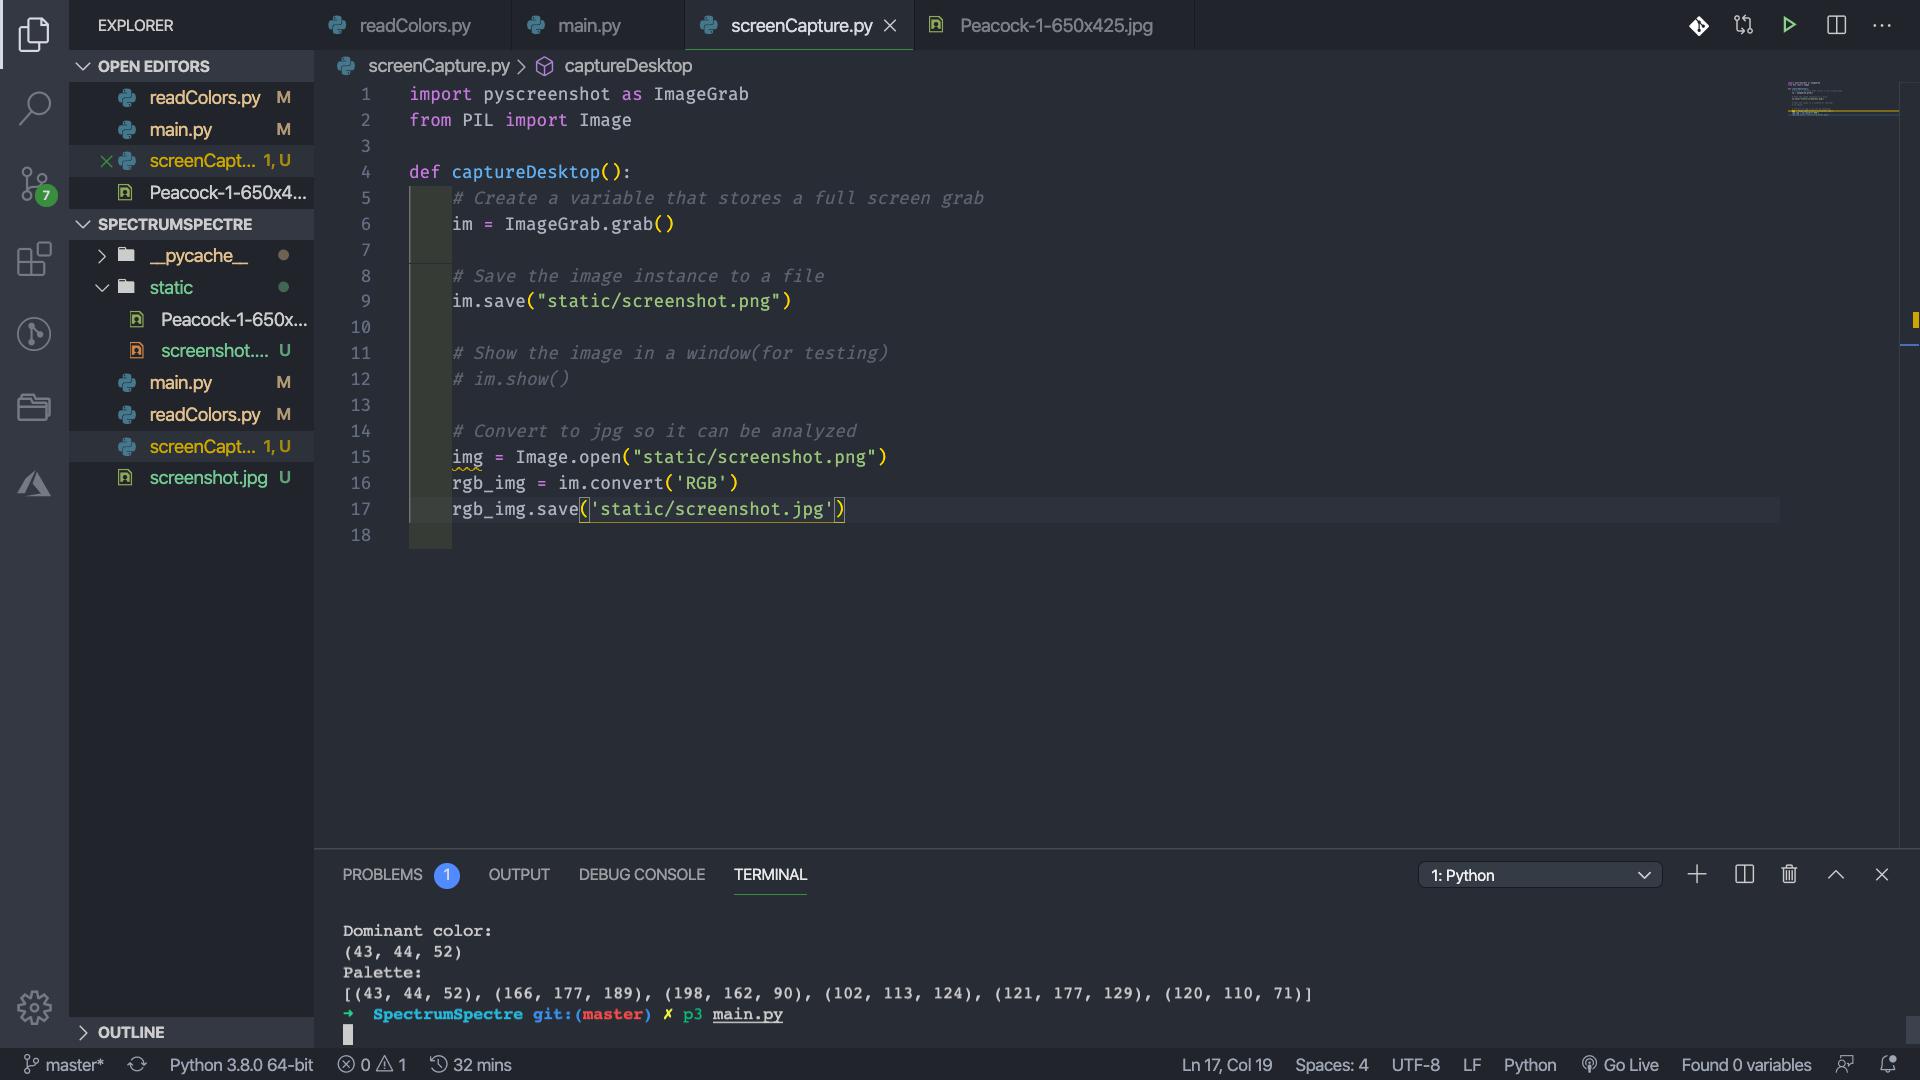 EXPLORER
readColors.py
main.py
screenCapture.py
Peacock-1-650x425.jpg
OPEN EDITORS
readColors.py M
main.py M
screenCapt... 1, U
Peacock-1-650x4...
7
SPECTRUMSPECTRE
__pycache__
static
Peacock-1-650x...
screenshot.... U
main.py M
readColors.py M
screenCapt... 1, U
screenshot.jpg U
OUTLINE
screenCapture.py > captureDesktop
1 import pyscreenshot as ImageGrab
2 from PIL import Image
3
4 def captureDesktop():
5 # Create a variable that stores a full screen grab
6 im = ImageGrab.grab()
7
8 # Save the image instance to a file
9 im.save("static/screenshot.png")
10
11 # Show the image in a window(for testing)
12 # im.show()
13
14 # Convert to jpg so it can be analyzed
15 img = Image.open("static/screenshot.png")
16 rgb_img = im.convert('RGB')
17 rgb_img.save('static/screenshot.jpg')
18
PROBLEMS 1 OUTPUT DEBUG CONSOLE TERMINAL
1: Python
Dominant color:
(43, 44, 52)
Palette:
[(43, 44, 52), (166, 177, 189), (198, 162, 90), (102, 113, 124), (121, 177, 129), (120, 110, 71)]
➜ SpectrumSpectre git:(master) ✗ p3 main.py
master* Python 3.8.0 64-bit 0 1 32 mins Ln 17, Col 19 Spaces: 4 UTF-8 LF Python Go Live Found 0 variables